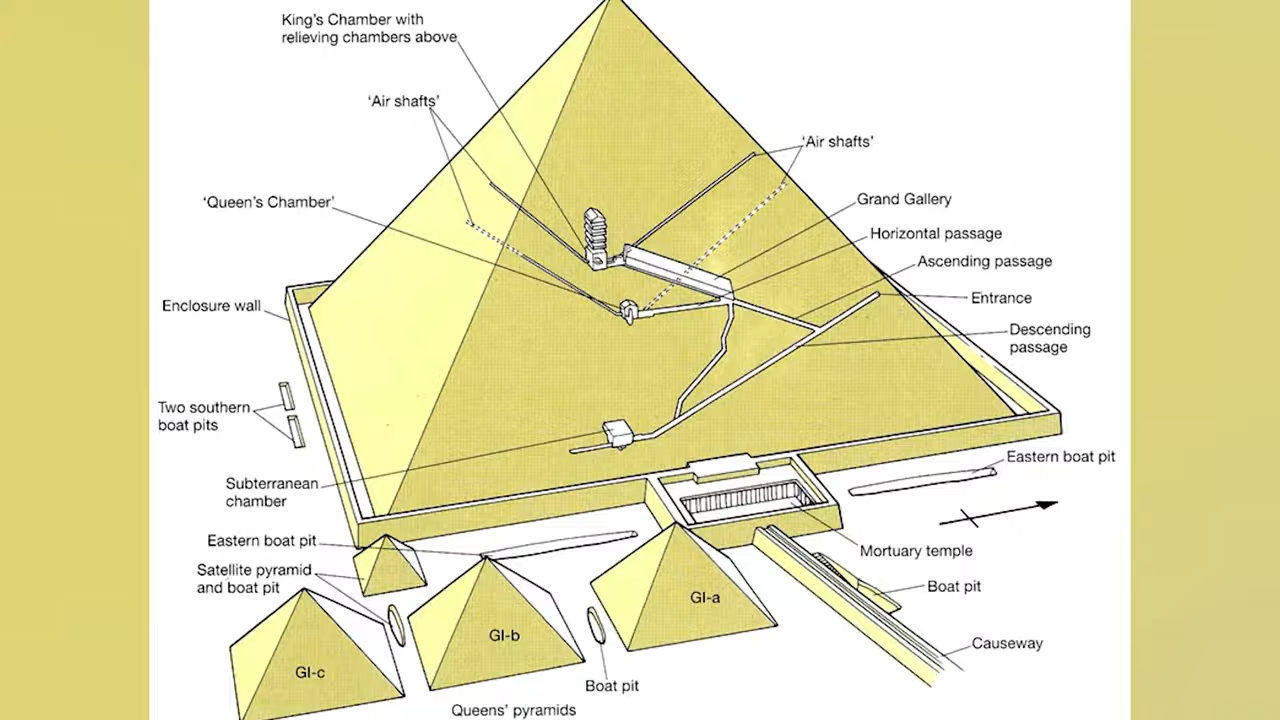 King's Chamber with
relieving chambers above
'Air shafts'
'Air shafts'
'Queen's Chamber'
Grand Gallery
Horizontal passage
Ascending passage
Enclosure wall
Entrance
Descending
passage
Two southern
boat pits
Eastern boat pit
Subterranean
chamber
Eastern boat pit
Mortuary temple
Satellite pyramid
and boat pit
Boat pit
GI-a
GI-b
Causeway
GI-c
Boat pit
Queens' pyramids